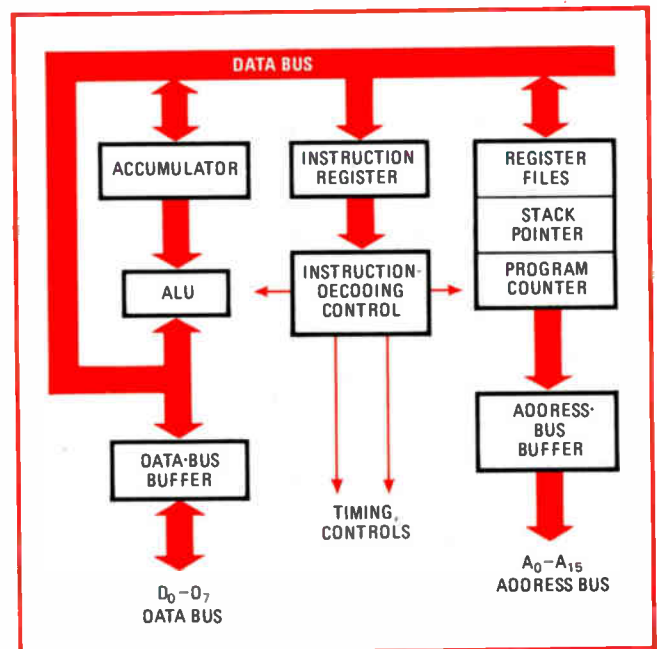 DATA BUS
ACCUMULATOR
INSTRUCTION
REGISTER
REGISTER
FILES
STACK
POINTER
PROGRAM
COUNTER
ALU
INSTRUCTION-
DECODING
CONTROL
DATA-BUS
BUFFER
ADDRESS-
BUS
BUFFER
TIMING,
CONTROLS
D₀–D₇
DATA BUS
A₀–A₁₅
ADDRESS BUS